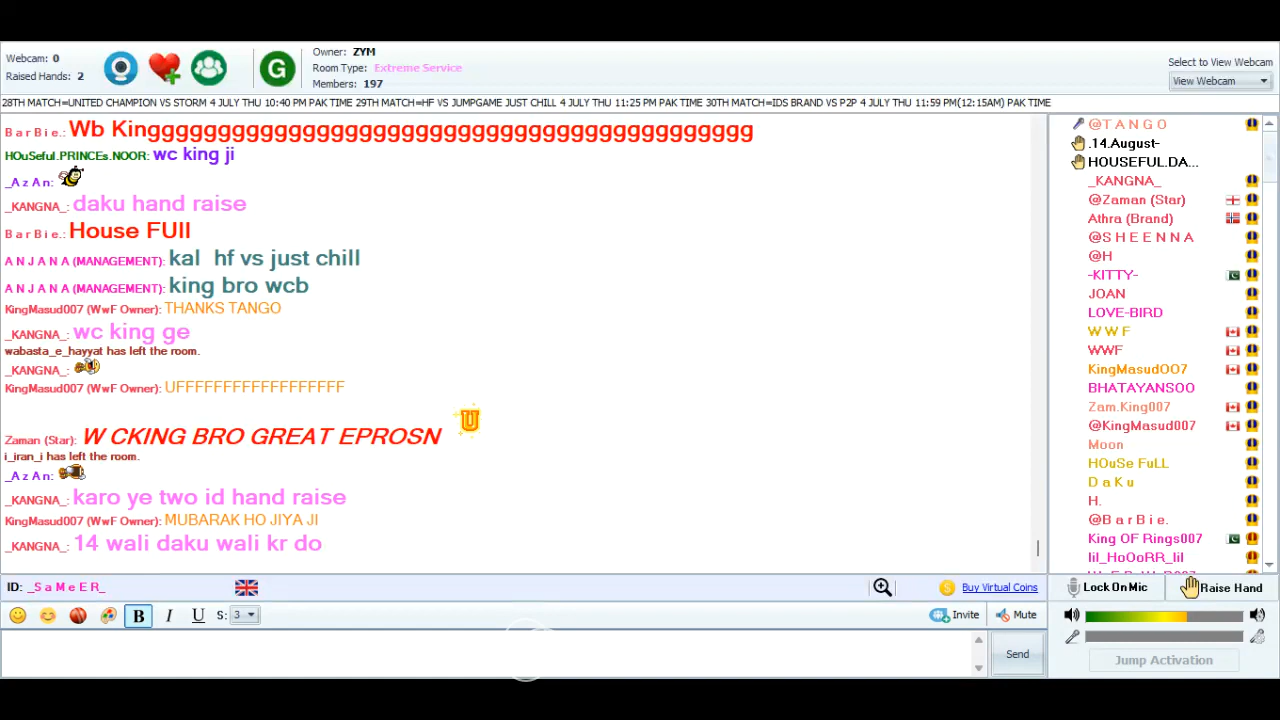 Webcam: 0
Raised Hands: 2
G
Owner: ZYM
Room Type: Extreme Service
Members: 197
Select to View Webcam
View Webcam
28TH MATCH=UNITED CHAMPION VS STORM 4 JULY THU 10:40 PM PAK TIME 29TH MATCH=HF VS JUMPGAME JUST CHILL 4 JULY THU 11:25 PM PAK TIME 30TH MATCH=IDS BRAND VS P2P 4 JULY THU 11:59 PM(12:15AM) PAK TIME
B a r B i e .: Wb Kinggggggggggggggggggggggggggggggggggggggggggg
HOuSeful.PRINCEs.NOOR: wc king ji
_A z A n:
_KANGNA_: daku hand raise
B a r B i e .: House FUll
A N J A N A (MANAGEMENT): kal hf vs just chill
A N J A N A (MANAGEMENT): king bro wcb
KingMasud007 (WwF Owner): THANKS TANGO
_KANGNA_: wc king ge
wabasta_e_hayyat has left the room.
_KANGNA_:
KingMasud007 (WwF Owner): UFFFFFFFFFFFFFFFFFF
Zaman (Star): W CKING BRO GREAT EPROSN U
i_iran_i has left the room.
_A z A n:
_KANGNA_: karo ye two id hand raise
KingMasud007 (WwF Owner): MUBARAK HO JIYA JI
_KANGNA_: 14 wali daku wali kr do
@T A N G O
.14.August-
HOUSEFUL.DA...
_KANGNA_
@Zaman (Star)
Athra (Brand)
@S H E E N N A
@H
-KITTY-
JOAN
LOVE-BIRD
W W F
WWF
KingMasudOO7
BHATAYANSOO
Zam.King007
@KingMasud007
Moon
HOuSe FuLL
D a K u
H.
@B a r B i e.
King OF Rings007
lil_HoOoRR_lil
ID: _S a M e E R_
Buy Virtual Coins
Lock On Mic
Raise Hand
B I U S: 3
Invite
Mute
Send
Jump Activation